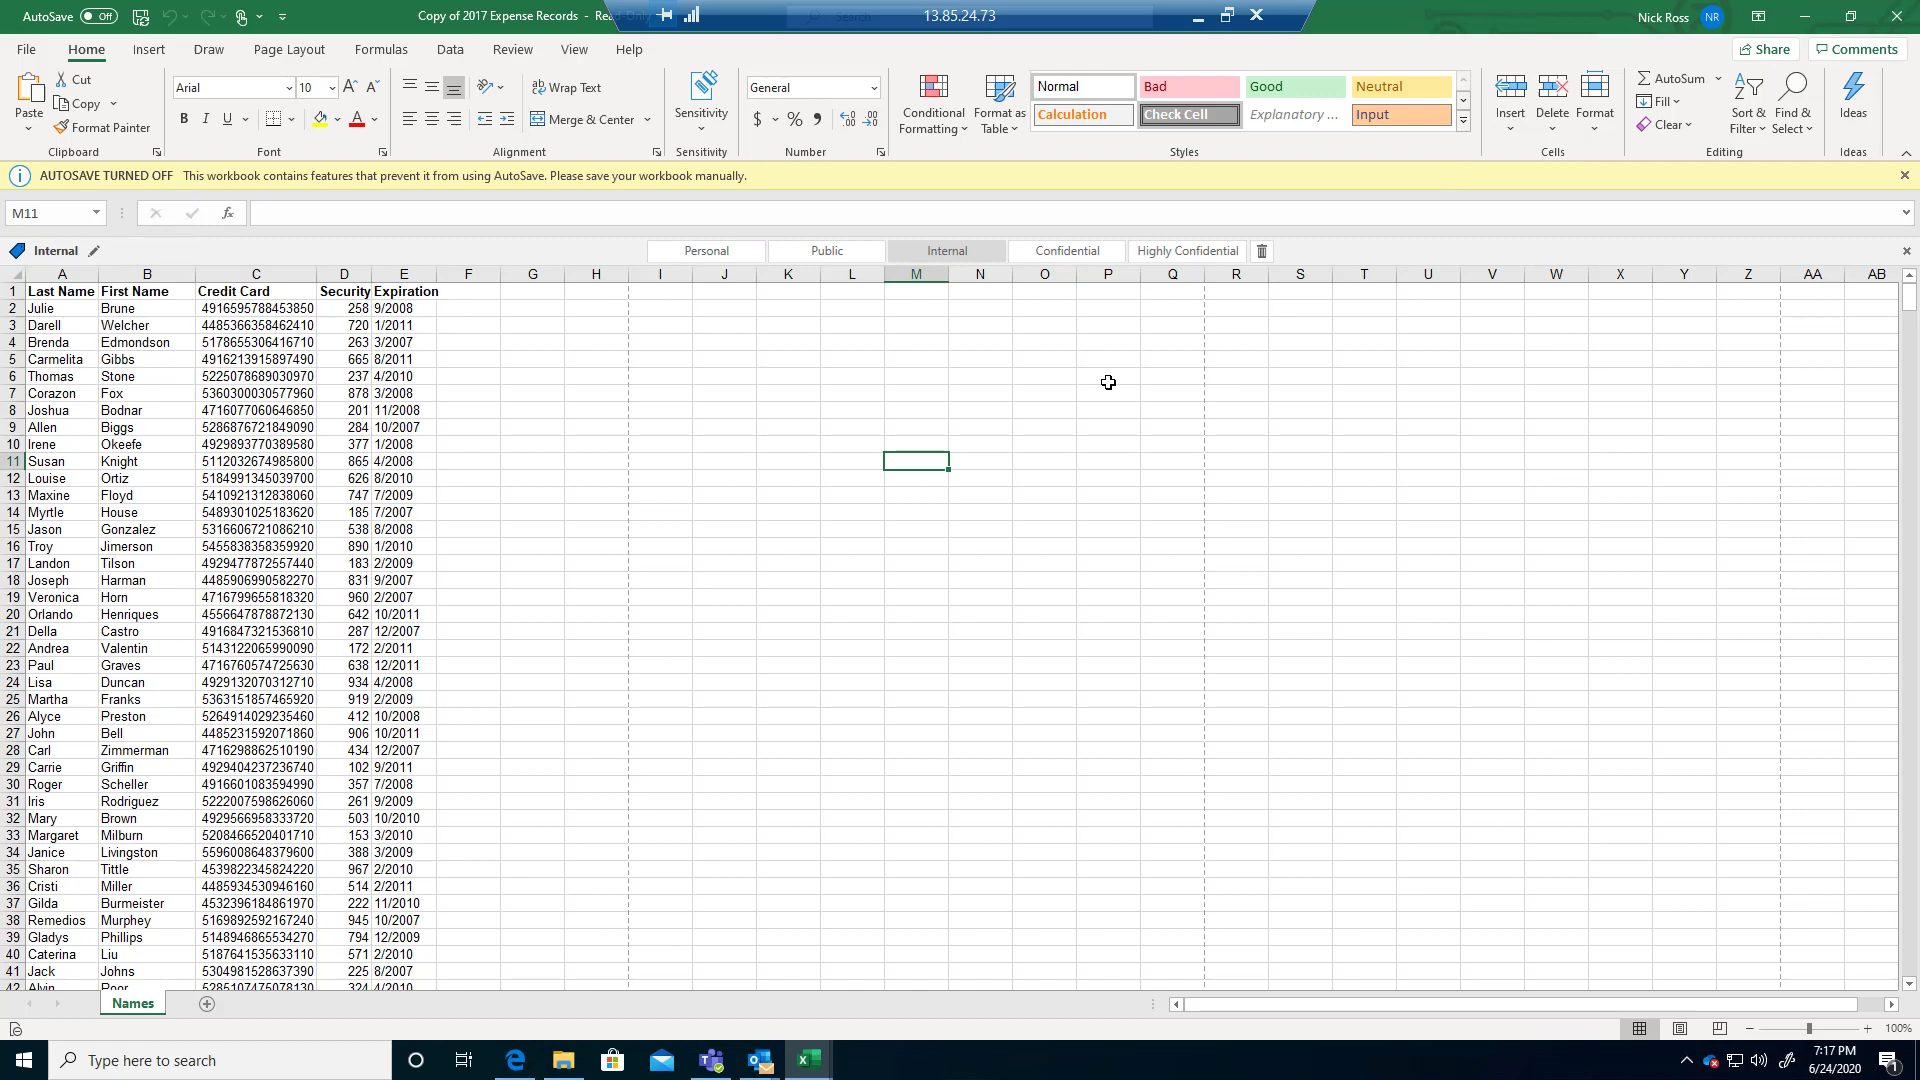 AutoSave Off Copy of 2017 Expense Records - Read-Only 13.85.24.73 Search Nick Ross NR
File Home Insert Draw Page Layout Formulas Data Review View Help Share Comments
Cut Arial 10 Wrap Text General Normal Bad Good Neutral AutoSum
Copy Fill
Paste Format Painter Merge & Center Sensitivity Conditional Formatting Format as Table Calculation Check Cell Explanatory ... Input Insert Delete Format Clear Sort & Filter Find & Select Ideas
Clipboard Font Alignment Sensitivity Number Styles Cells Editing Ideas
AUTOSAVE TURNED OFF This workbook contains features that prevent it from using AutoSave. Please save your workbook manually.
M11 fx
Internal Personal Public Internal Confidential Highly Confidential
A B C D E F G H I J K L M N O P Q R S T U V W X Y Z AA AB
1 Last Name First Name Credit Card Security Expiration
2 Julie Brune 4916595788453850 258 9/2008
3 Darell Welcher 4485366358462410 720 1/2011
4 Brenda Edmondson 5178655306416710 263 3/2007
5 Carmelita Gibbs 4916213915897490 665 8/2011
6 Thomas Stone 5225078689030970 237 4/2010
7 Corazon Fox 5360300030577960 878 3/2008
8 Joshua Bodnar 4716077060646850 201 11/2008
9 Allen Biggs 5286876721849090 284 10/2007
10 Irene Okeefe 4929893770389580 377 1/2008
11 Susan Knight 5112032674985800 865 4/2008
12 Louise Ortiz 5184991345039700 626 8/2010
13 Maxine Floyd 5410921312838060 747 7/2009
14 Myrtle House 5489301025183620 185 7/2007
15 Jason Gonzalez 5316606721086210 538 8/2008
16 Troy Jimerson 5455838358359920 890 1/2010
17 Landon Tilson 4929477872557440 183 2/2009
18 Joseph Harman 4485906990582270 831 9/2007
19 Veronica Horn 4716799655818320 960 2/2007
20 Orlando Henriques 4556647878872130 642 10/2011
21 Della Castro 4916847321536810 287 12/2007
22 Andrea Valentin 5143122065990090 172 2/2011
23 Paul Graves 4716760574725630 638 12/2011
24 Lisa Duncan 4929132070312710 934 4/2008
25 Martha Franks 5363151857465920 919 2/2009
26 Alyce Preston 5264914029235460 412 10/2008
27 John Bell 4485231592071860 906 10/2011
28 Carl Zimmerman 4716298862510190 434 12/2007
29 Carrie Griffin 4929404237236740 102 9/2011
30 Roger Scheller 4916601083594990 357 7/2008
31 Iris Rodriguez 5222007598626060 261 9/2009
32 Mary Brown 4929566958333720 503 10/2010
33 Margaret Milburn 5208466520401710 153 3/2010
34 Janice Livingston 5596008648379600 388 3/2009
35 Sharon Tittle 4539822345824220 967 2/2010
36 Cristi Miller 4485934530946160 514 2/2011
37 Gilda Burmeister 4532396184861970 222 11/2010
38 Remedios Murphey 5169892592167240 945 10/2007
39 Gladys Phillips 5148946865534270 794 12/2009
40 Caterina Liu 5187641535633110 571 2/2010
41 Jack Johns 5304981528637390 225 8/2007
42 Alvin Poor 5285107475078130 324 4/2010
Names
100%
Type here to search
7:17 PM
6/24/2020
1